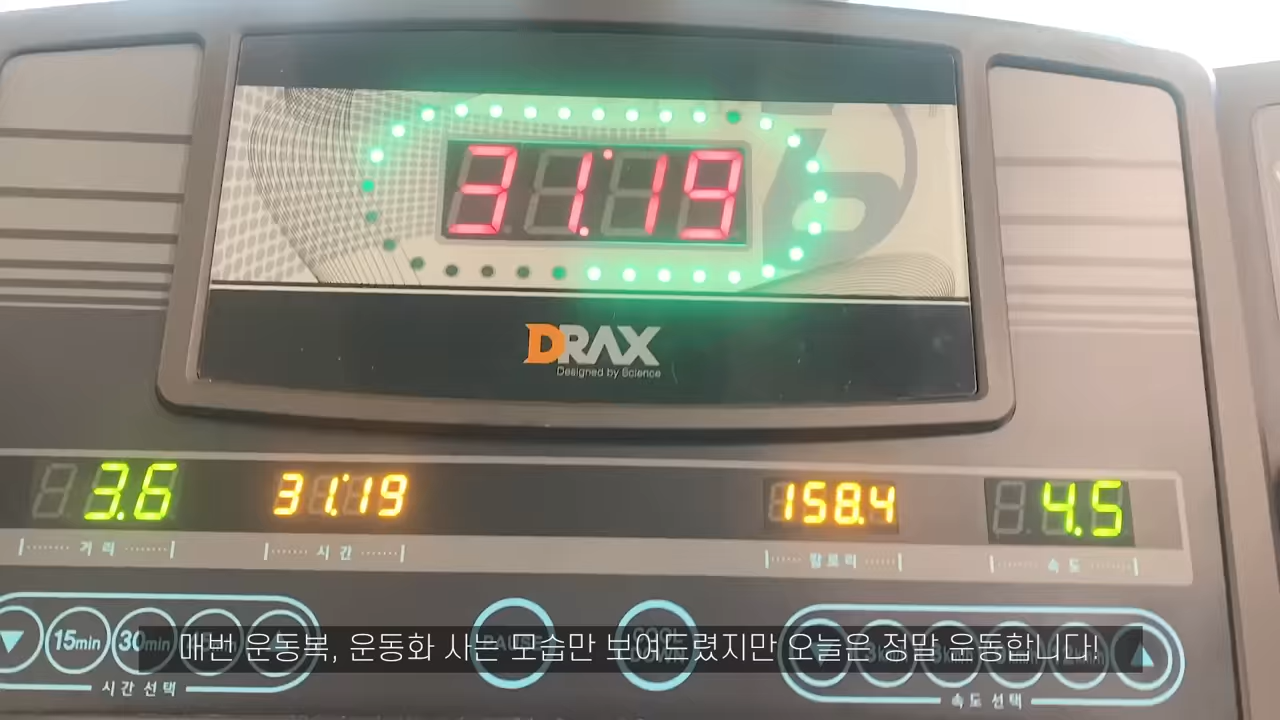 31:19
DRAX
Designed by Science
3.6
31:19
158.4
4.5
거리
시간
칼로리
속도
15min
30min
매번 운동복, 운동화 사는 모습만 보여드렸지만 오늘은 정말 운동합니다!
시간 선택
속도 선택